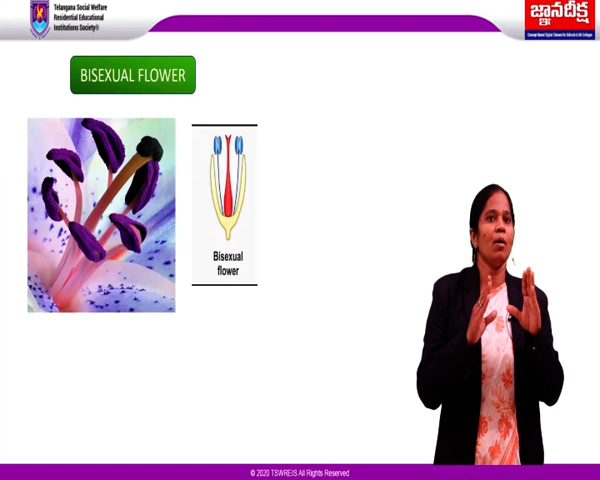 Telangana Social Welfare
Residential Educational
Institutions Society®
జ్ఞానదీక్ష
BISEXUAL FLOWER
Bisexual
flower
© 2020 TSWREIS All Rights Reserved